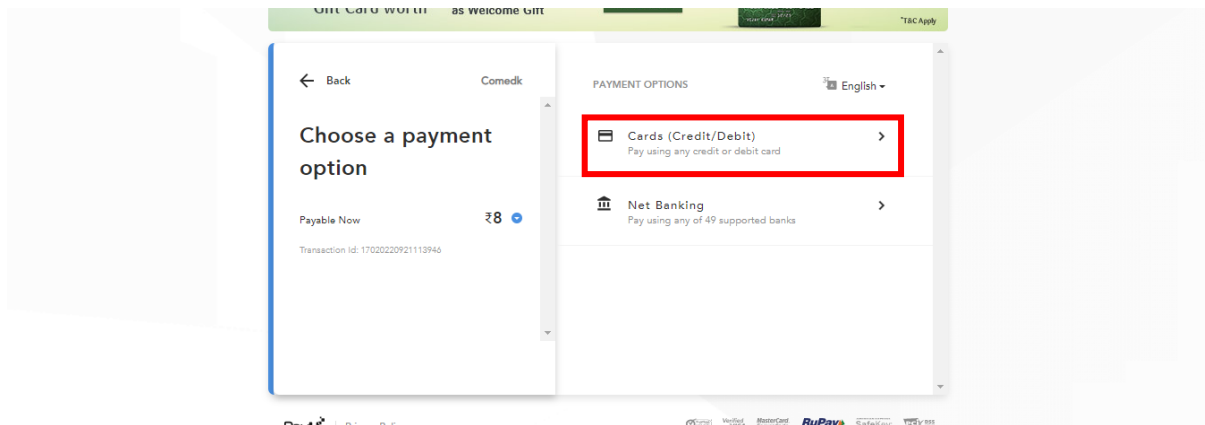 Gift Card worth as Welcome Gift
*T&C Apply
Back Comedk
Choose a payment
option
Payable Now ₹8
Transaction Id: 17020220921113946
PAYMENT OPTIONS English
Cards (Credit/Debit)
Pay using any credit or debit card
Net Banking
Pay using any of 49 supported banks
Verified MasterCard RuPay